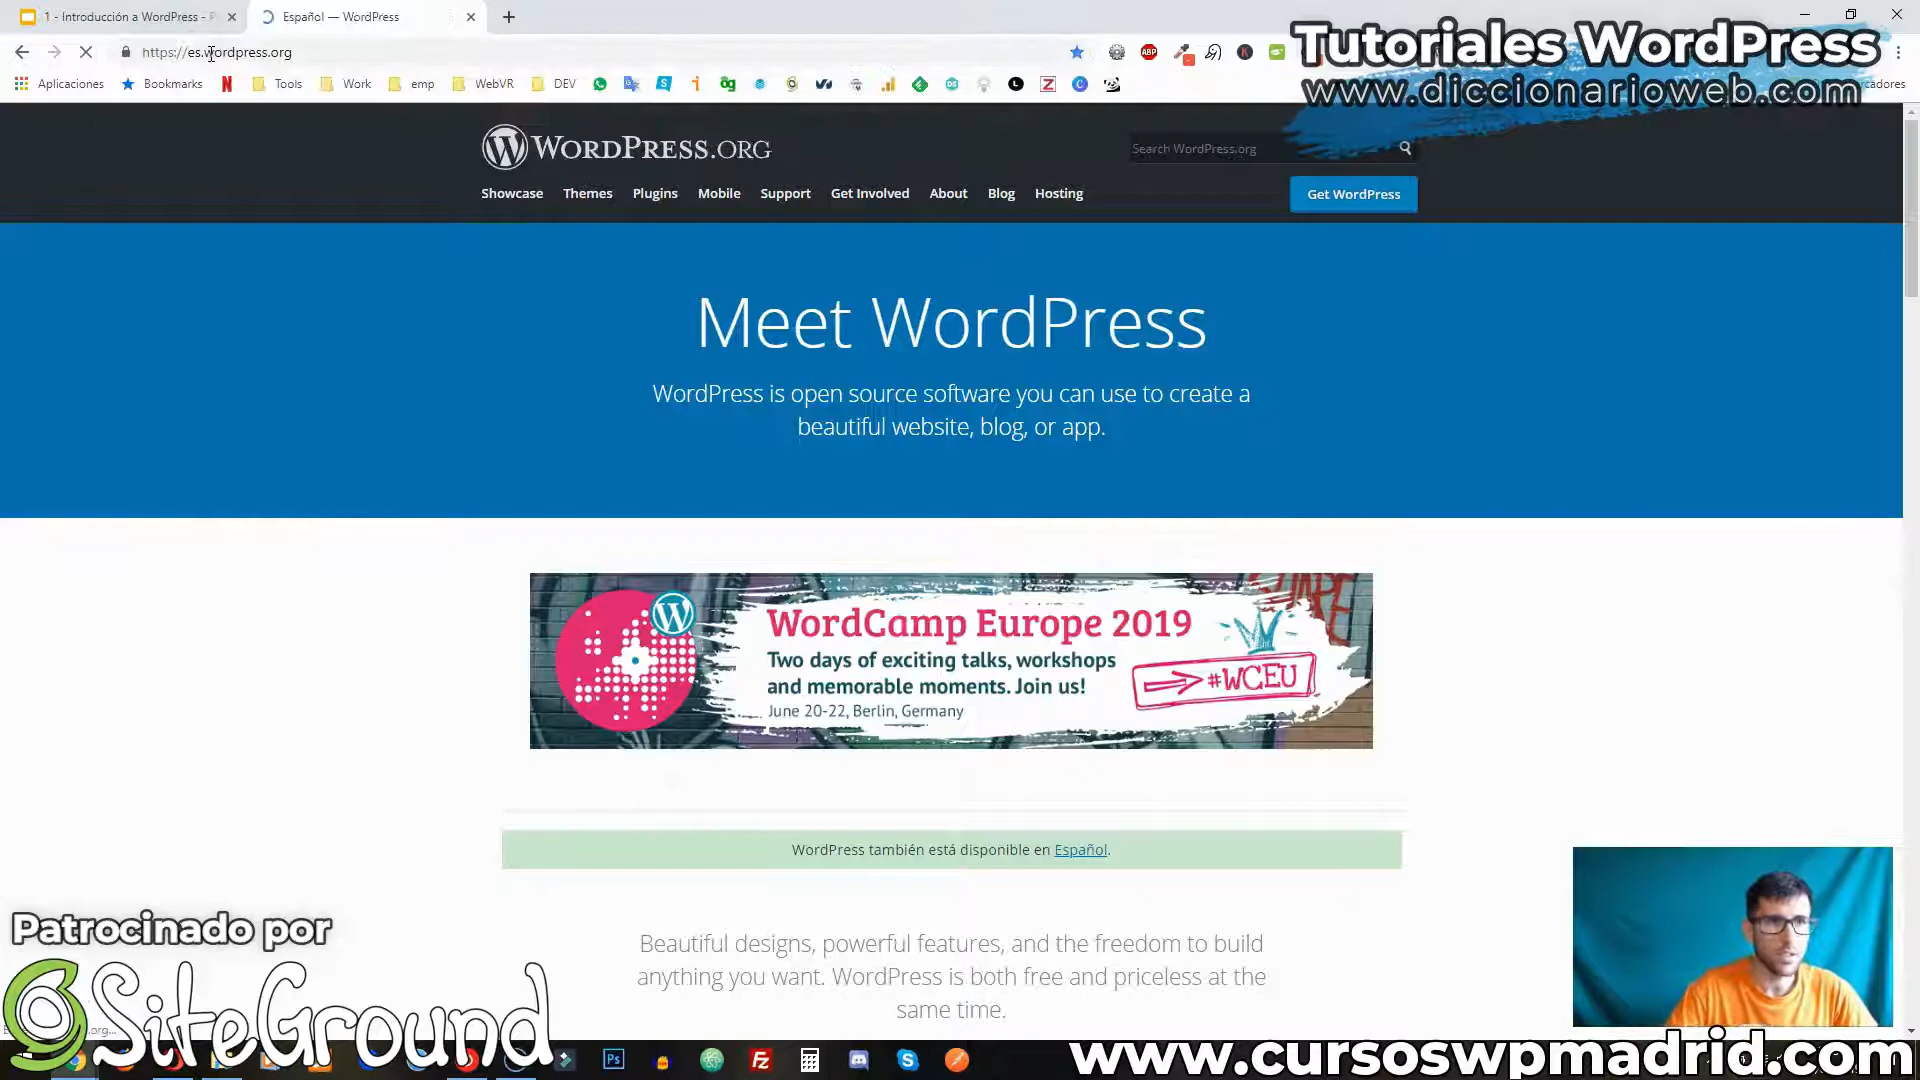 1 - Introducción a WordPress - P
Español — WordPress
https://es.wordpress.org
Aplicaciones
Bookmarks
Tools
Work
emp
WebVR
DEV
ABP
Tutoriales WordPress
www.diccionarioweb.com
WORDPRESS.ORG
Search WordPress.org
Showcase Themes Plugins Mobile Support Get Involved About Blog Hosting
Get WordPress
Meet WordPress
WordPress is open source software you can use to create a
beautiful website, blog, or app.
WordCamp Europe 2019
Two days of exciting talks, workshops
and memorable moments. Join us!
June 20-22, Berlin, Germany
#WCEU
WordPress también está disponible en Español.
Beautiful designs, powerful features, and the freedom to build
anything you want. WordPress is both free and priceless at the
same time.
Patrocinado por
SiteGround
www.cursoswpmadrid.com